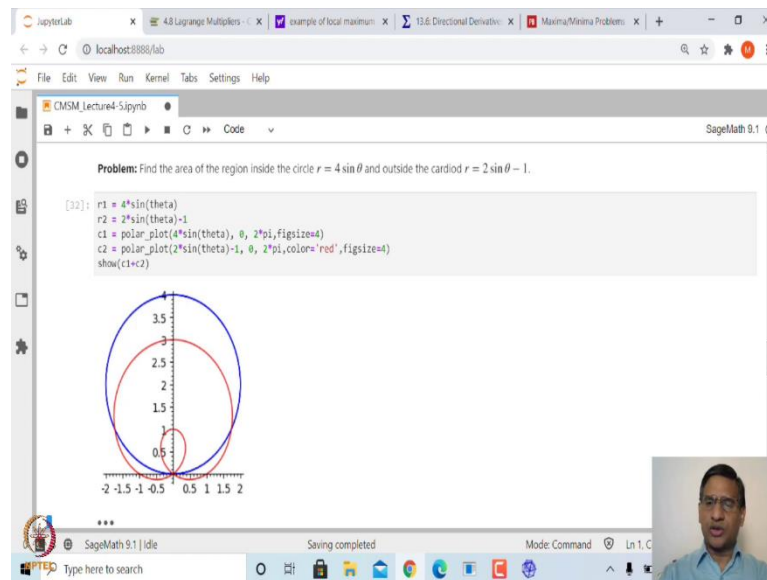 JupyterLab
4.8 Lagrange Multipliers - C
example of local maximum
13.6: Directional Derivative
Maxima/Minima Problems
localhost:8888/lab
M
File Edit View Run Kernel Tabs Settings Help
CMSM_Lecture4-5.ipynb
Code
SageMath 9.1
Problem: Find the area of the region inside the circle r = 4 sin θ and outside the cardiod r = 2 sin θ − 1.
[32]: r1 = 4*sin(theta)
r2 = 2*sin(theta)-1
c1 = polar_plot(4*sin(theta), 0, 2*pi,figsize=4)
c2 = polar_plot(2*sin(theta)-1, 0, 2*pi,color='red',figsize=4)
show(c1+c2)
4
3.5
3
2.5
2
1.5
1
0.5
-2 -1.5 -1 -0.5 0.5 1 1.5 2
SageMath 9.1 | Idle
Saving completed
Mode: Command
Ln 1, C
NPTEL
Type here to search